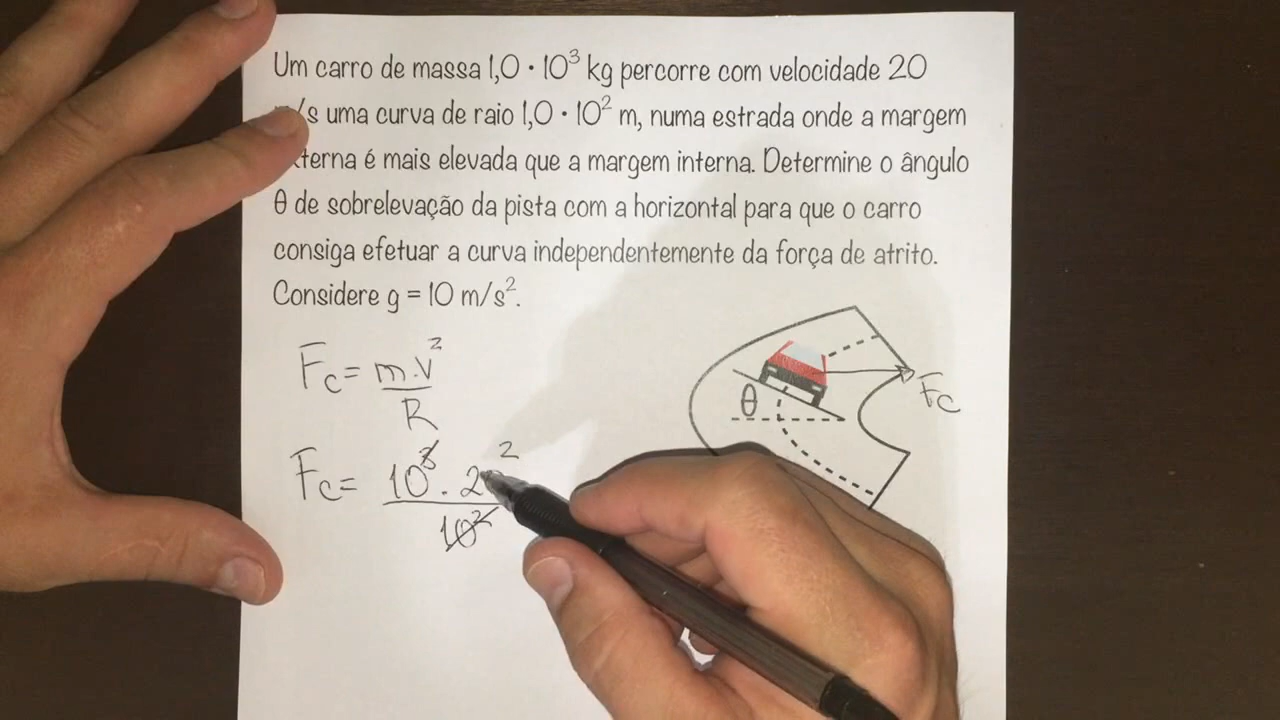 Um carro de massa 1,0 · 10³ kg percorre com velocidade 20
/s uma curva de raio 1,0 · 10² m, numa estrada onde a margem
terna é mais elevada que a margem interna. Determine o ângulo
θ de sobrelevação da pista com a horizontal para que o carro
consiga efetuar a curva independentemente da força de atrito.
Considere g = 10 m/s².
Fc = m.v²
R
θ
Fc
Fc = 10³ . 2 ²
10²